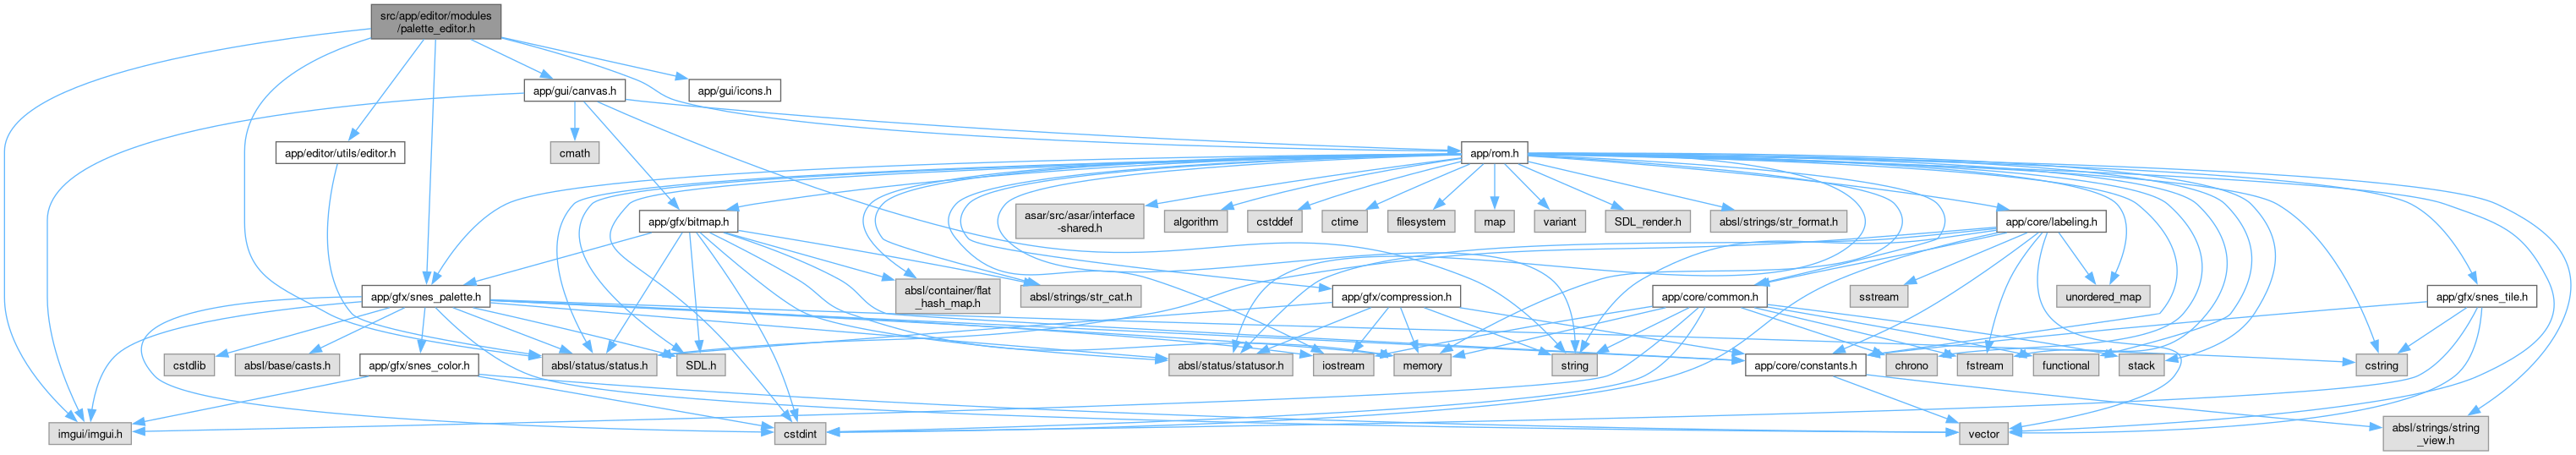 src/app/editor/modules
/palette_editor.h
app/gui/canvas.h
app/gui/icons.h
app/editor/utils/editor.h
cmath
app/rom.h
asar/src/asar/interface
-shared.h
algorithm
cstddef
ctime
filesystem
map
variant
SDL_render.h
absl/strings/str_format.h
app/gfx/bitmap.h
app/core/labeling.h
app/gfx/snes_palette.h
absl/container/flat
_hash_map.h
absl/strings/str_cat.h
app/gfx/compression.h
app/core/common.h
sstream
unordered_map
app/gfx/snes_tile.h
cstdlib
absl/base/casts.h
app/gfx/snes_color.h
absl/status/status.h
SDL.h
absl/status/statusor.h
iostream
memory
string
app/core/constants.h
chrono
fstream
functional
stack
cstring
imgui/imgui.h
cstdint
vector
absl/strings/string
_view.h